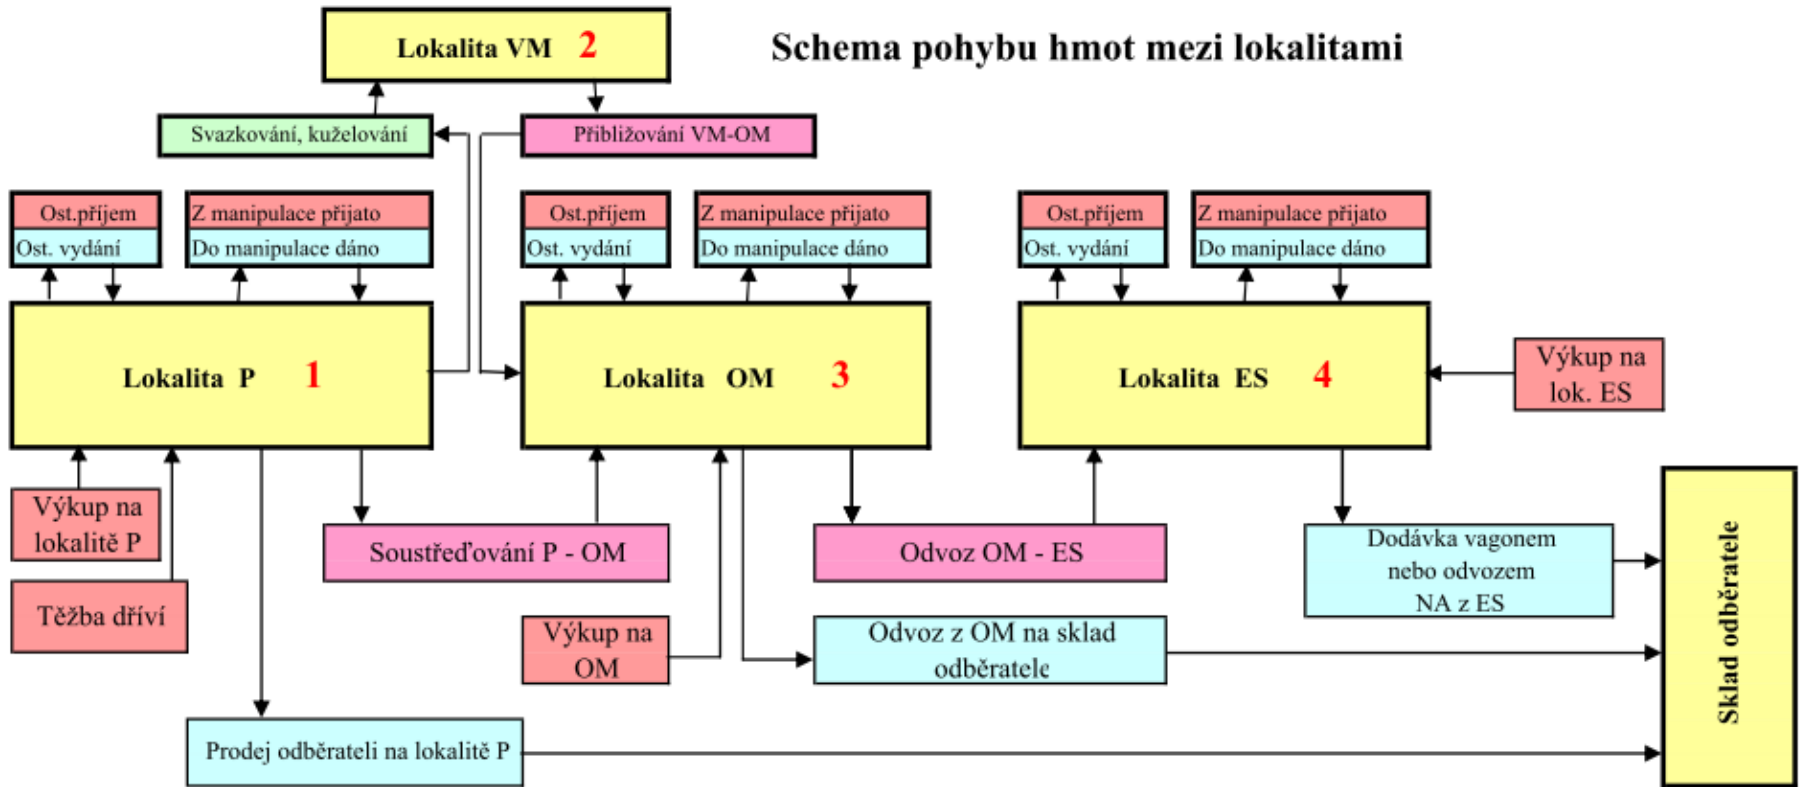 Lokalita VM 2
Schema pohybu hmot mezi lokalitami
Svazkování, kuželování
Přibližování VM-OM
Ost.příjem
Ost. vydání
Z manipulace přijato
Do manipulace dáno
Ost.příjem
Ost. vydání
Z manipulace přijato
Do manipulace dáno
Ost.příjem
Ost. vydání
Z manipulace přijato
Do manipulace dáno
Lokalita P 1
Lokalita OM 3
Lokalita ES 4
Výkup na
lok. ES
Výkup na
lokalitě P
Soustřeďování P - OM
Odvoz OM - ES
Dodávka vagonem
nebo odvozem
NA z ES
Těžba dříví
Výkup na
OM
Odvoz z OM na sklad
odběratele
Sklad odběratele
Prodej odběrateli na lokalitě P